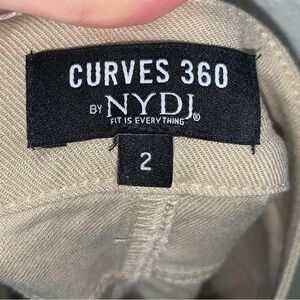 CURVES 360
BY NYDJ®
FIT IS EVERYTHING
2